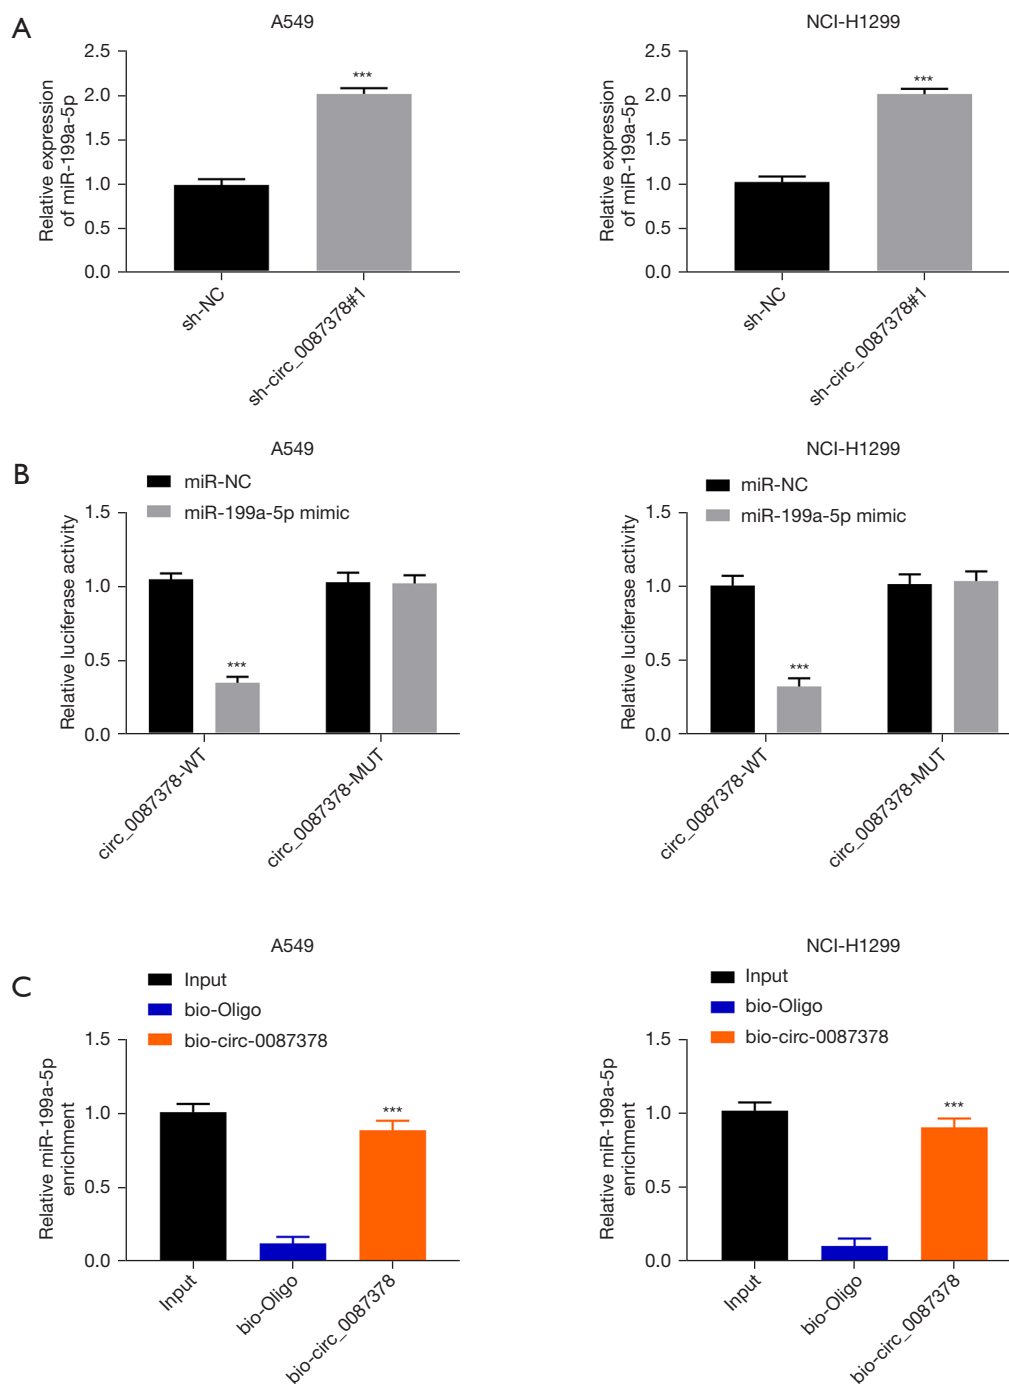 A
A549
Relative expression
of miR-199a-5p
2.5
2.0
1.5
1.0
0.5
0.0
***
sh-NC
sh-circ_0087378#1
NCI-H1299
Relative expression
of miR-199a-5p
2.5
2.0
1.5
1.0
0.5
0.0
***
sh-NC
sh-circ_0087378#1
B
A549
miR-NC
miR-199a-5p mimic
Relative luciferase activity
1.5
1.0
0.5
0.0
***
circ_0087378-WT
circ_0087378-MUT
NCI-H1299
miR-NC
miR-199a-5p mimic
Relative luciferase activity
1.5
1.0
0.5
0.0
***
circ_0087378-WT
circ_0087378-MUT
C
A549
Input
bio-Oligo
bio-circ-0087378
Relative miR-199a-5p
enrichment
1.5
1.0
0.5
0.0
***
Input
bio-Oligo
bio-circ_0087378
NCI-H1299
Input
bio-Oligo
bio-circ-0087378
Relative miR-199a-5p
enrichment
1.5
1.0
0.5
0.0
***
Input
bio-Oligo
bio-circ_0087378